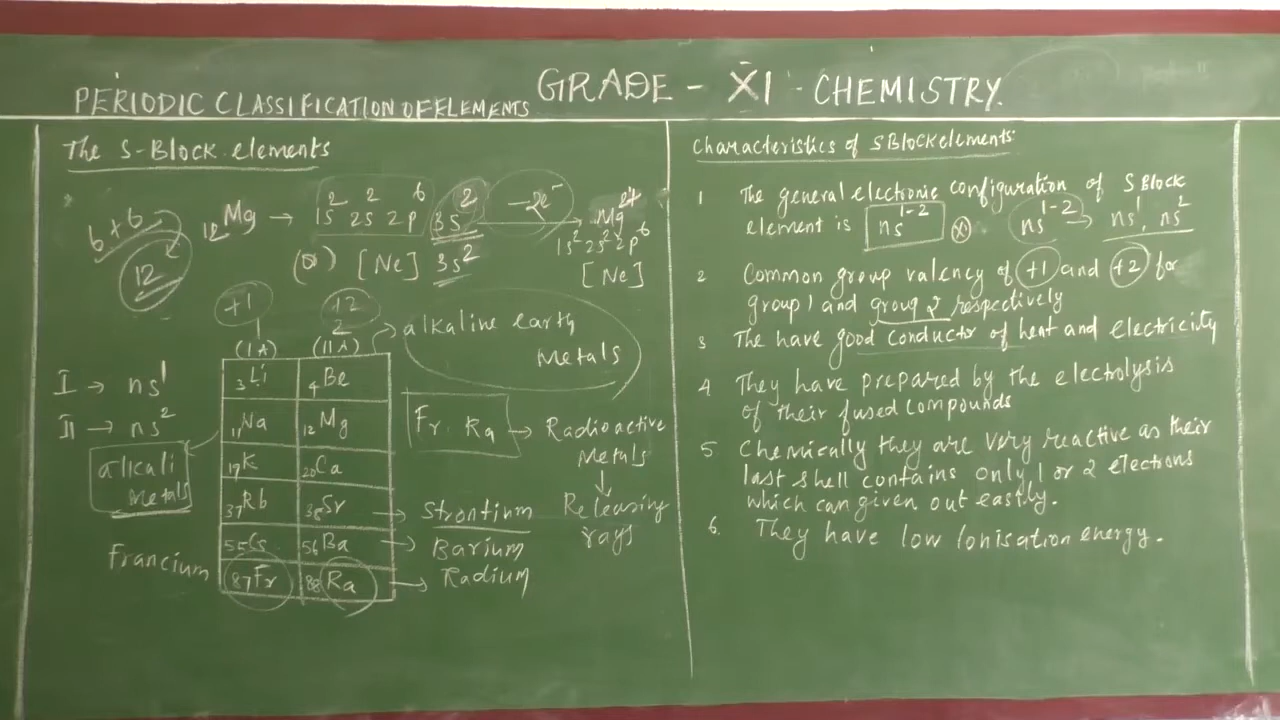 PERIODIC CLASSIFICATION OF ELEMENTS
GRADE - XI - CHEMISTRY.
The S-Block elements
6+6
12
12Mg → 1s² 2s² 2p⁶ 3s² -2e⁻ → Mg²⁺
1s² 2s² 2p⁶
(or) [Ne] 3s²
[Ne]
+1 +2
1 2
(IA) (IIA)
alkaline earth
Metals
I → ns¹
II → ns²
alkali
Metals
Francium
3Li 4Be
11Na 12Mg
19K 20Ca
37Rb 38Sr → Strontium
55Cs 56Ba → Barium
87Fr 88Ra → Radium
Fr. Ra → Radioactive
Metals
↓
Releasing
rays
Characteristics of S Block elements
1 The general electronic configuration of S Block
element is ns¹⁻² ns¹⁻² → ns¹, ns²
2 Common group valency of +1 and +2 for
group 1 and group 2 respectively
3 The have good conducts of heat and electricity
4 They have prepared by the electolysis
of their fused compounds
5. Chemically they are very reactive as their
last shell contains only 1 or 2 elections
which can given out eastily.
6. They have low Ionisation energy.